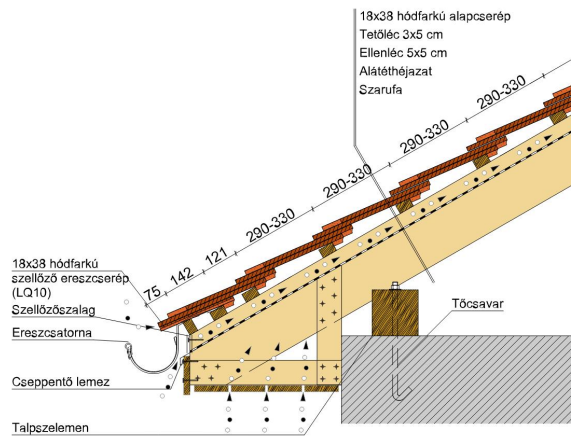 18x38 hódfarkú alapcserép
Tetőléc 3x5 cm
Ellenléc 5x5 cm
Alátéthéjazat
Szarufa
290-330
290-330
290-330
290-330
121
142
75
18x38 hódfarkú
szellőző ereszcserép
(LQ10)
Szellőzőszalag
Ereszcsatorna
Cseppentő lemez
Talpszelemen
Tőcsavar